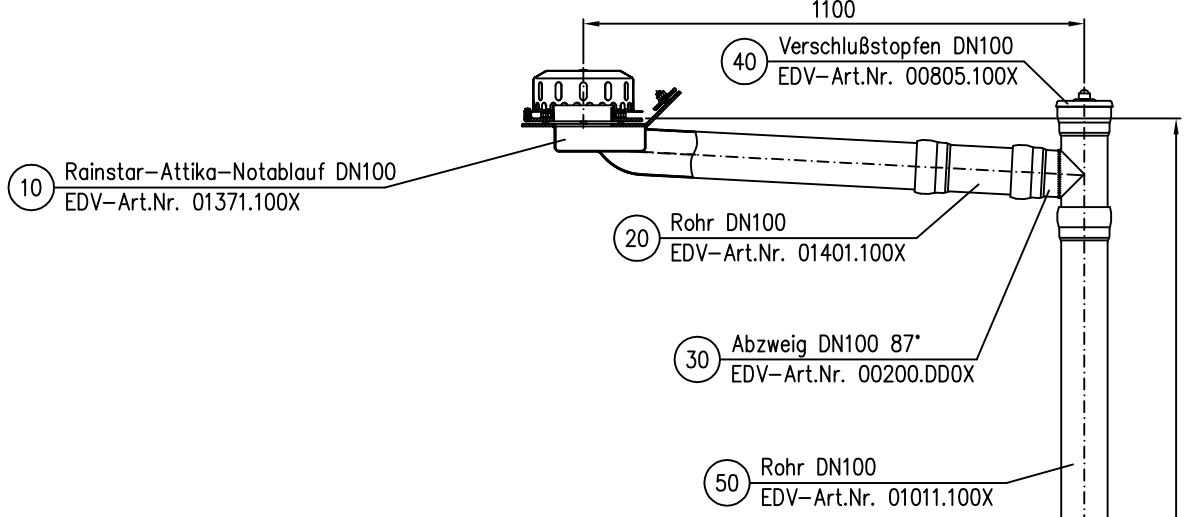 1100
40
Verschlußstopfen DN100
EDV-Art.Nr. 00805.100X
10
Rainstar-Attika-Notablauf DN100
EDV-Art.Nr. 01371.100X
20
Rohr DN100
EDV-Art.Nr. 01401.100X
30
Abzweig DN100 87°
EDV-Art.Nr. 00200.DD0X
50
Rohr DN100
EDV-Art.Nr. 01011.100X